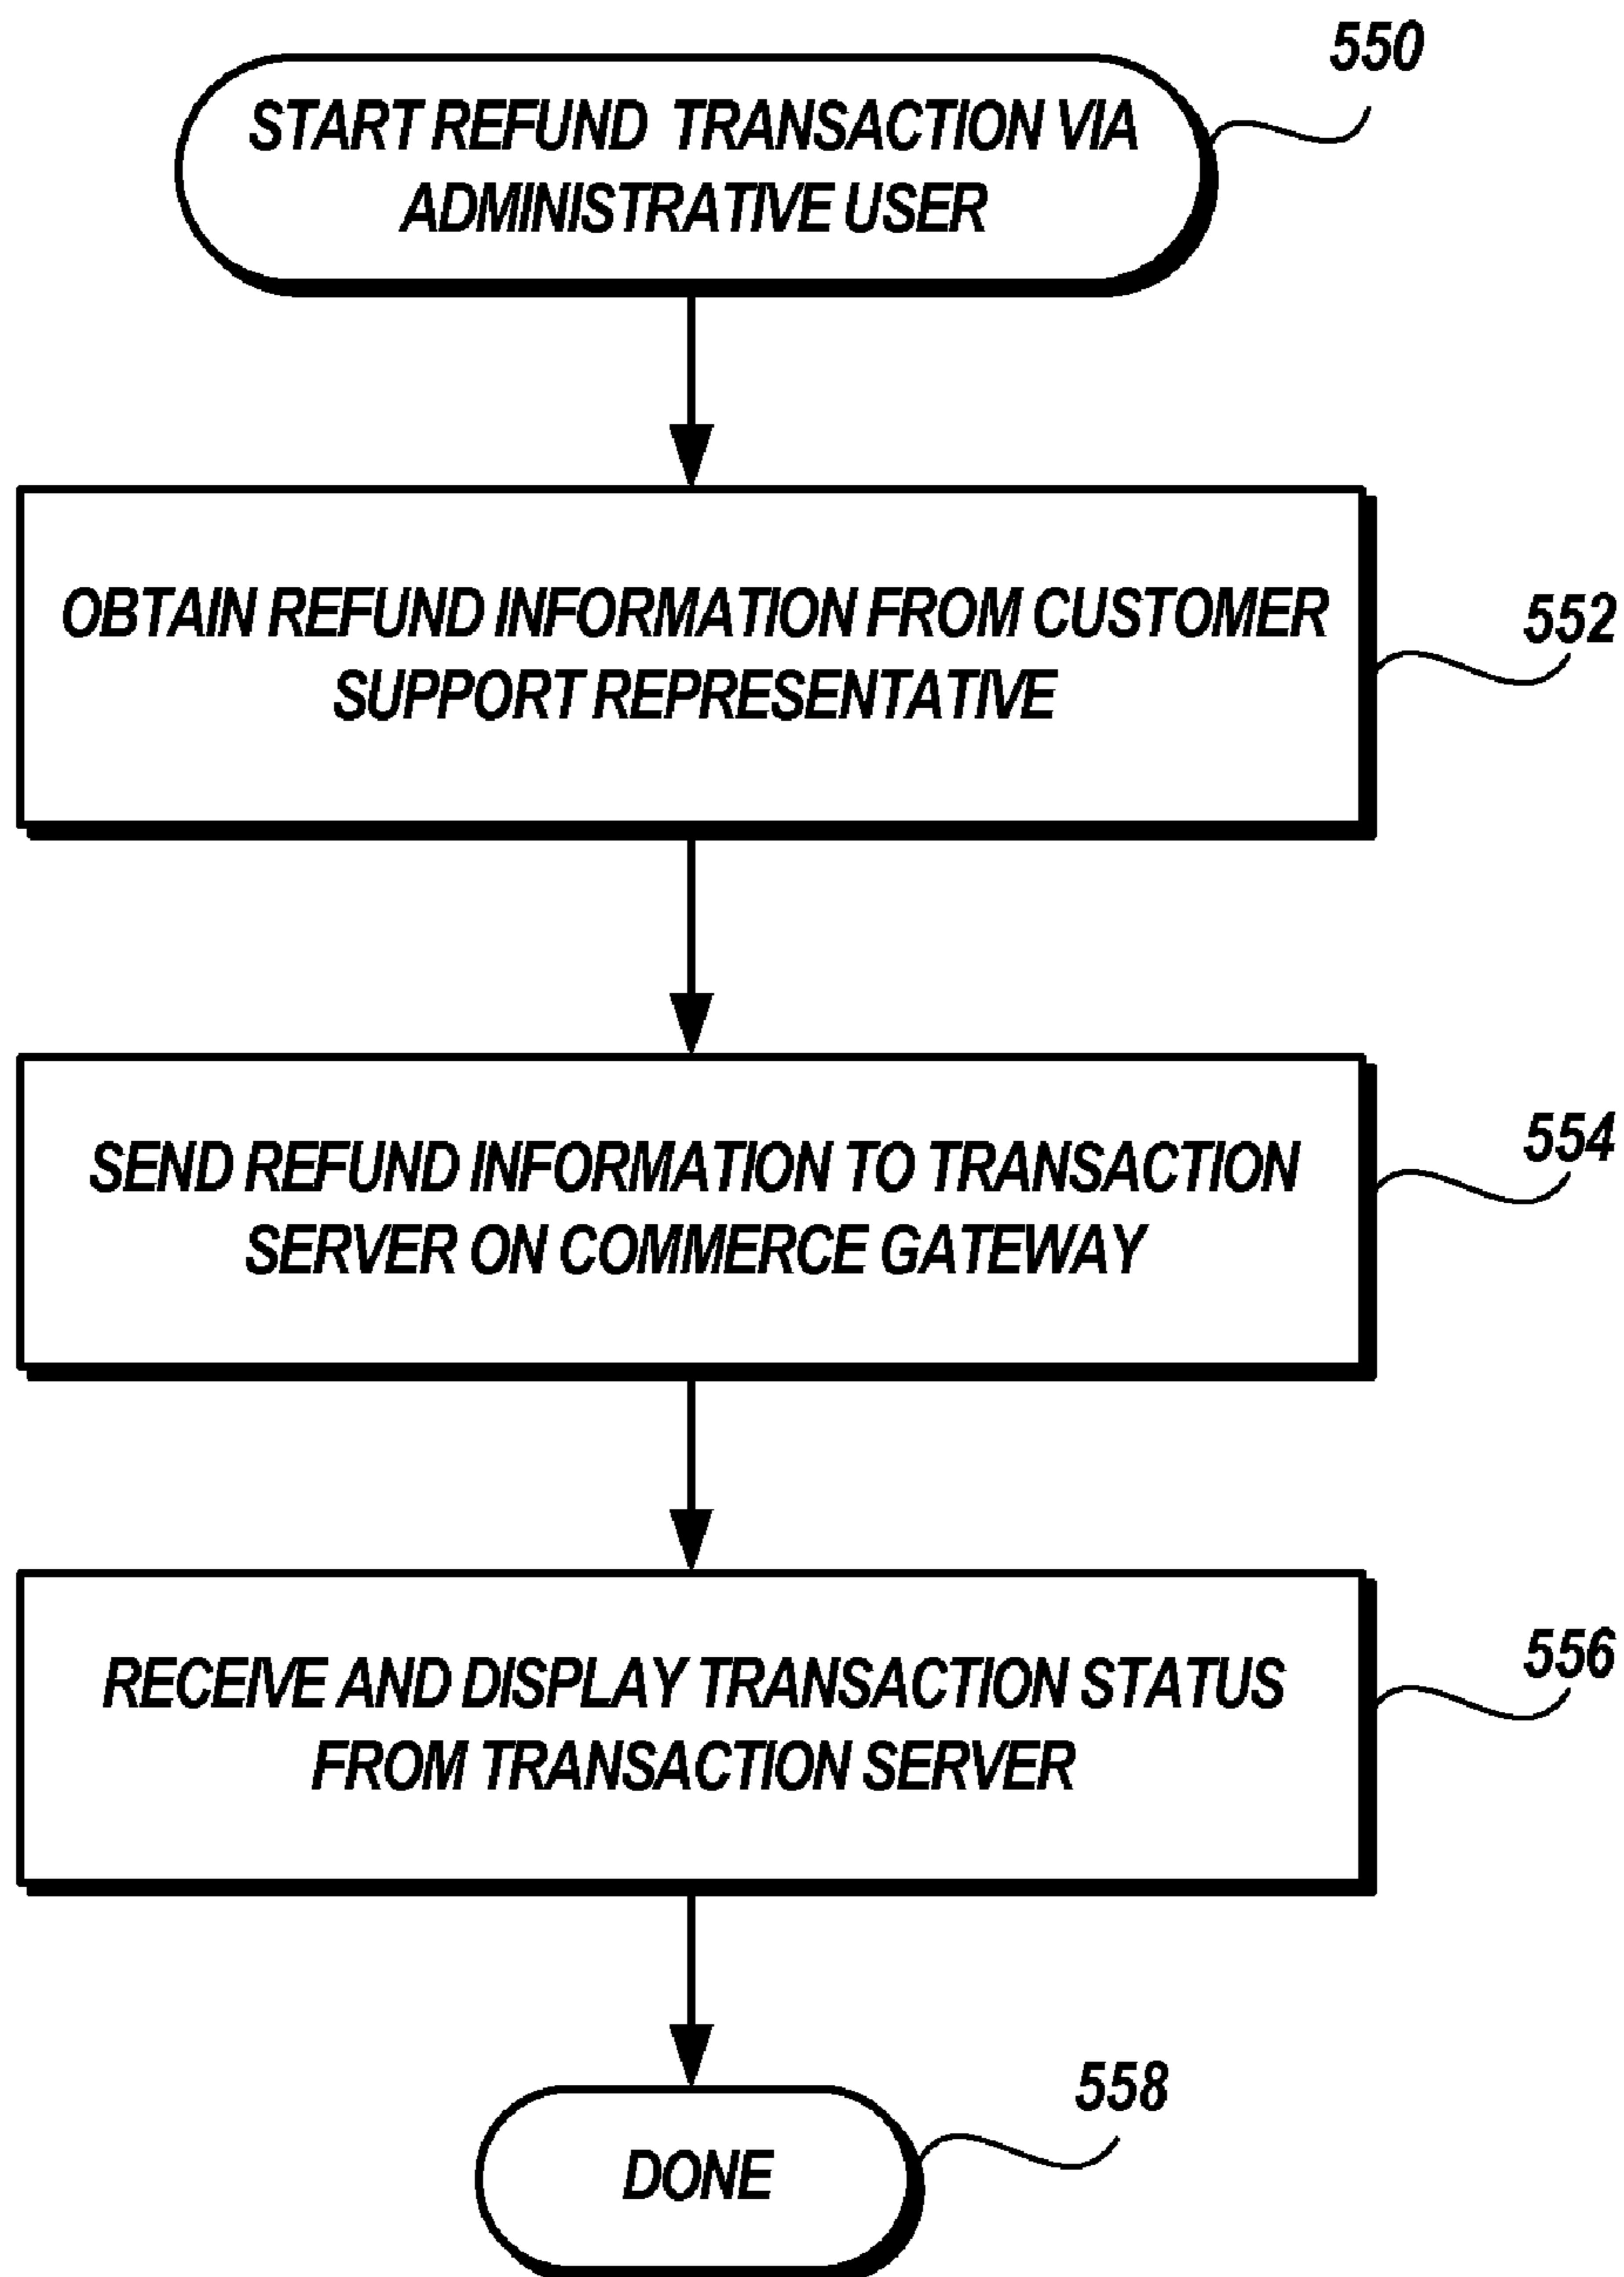 550
START REFUND TRANSACTION VIA
ADMINISTRATIVE USER
OBTAIN REFUND INFORMATION FROM CUSTOMER
SUPPORT REPRESENTATIVE
552
SEND REFUND INFORMATION TO TRANSACTION
SERVER ON COMMERCE GATEWAY
554
RECEIVE AND DISPLAY TRANSACTION STATUS
FROM TRANSACTION SERVER
556
558
DONE